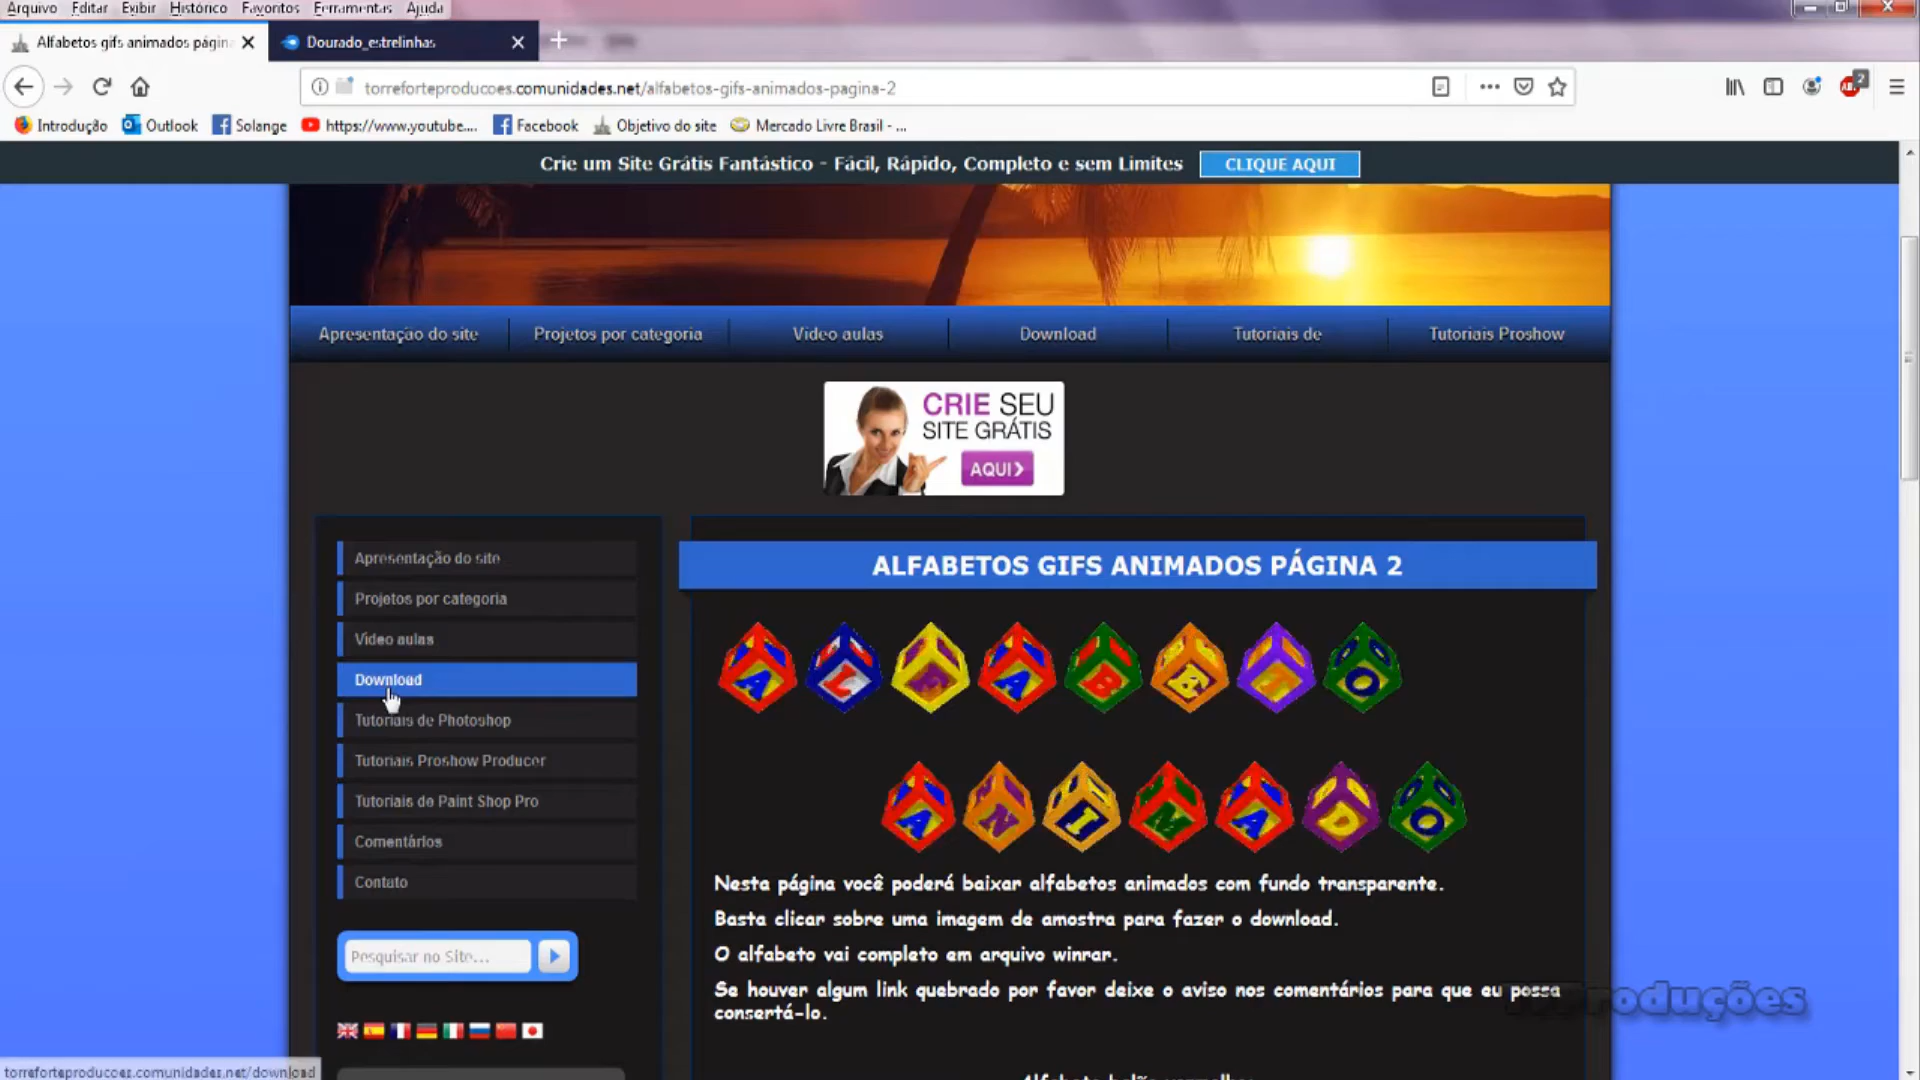 Arquivo Editar Exibir Histórico Favoritos Ferramentas Ajuda
Alfabetos gifs animados página
Dourado_estrelinhas
torreforteproducoes.comunidades.net/alfabetos-gifs-animados-pagina-2
2
Introdução Outlook Solange https://www.youtube.... Facebook Objetivo do site Mercado Livre Brasil - ...
Crie um Site Grátis Fantástico - Fácil, Rápido, Completo e sem Limites CLIQUE AQUI
Apresentação do site Projetos por categoria Video aulas Download Tutoriais de Tutoriais Proshow
CRIE SEU
SITE GRÁTIS
AQUI
Apresentação do site
Projetos por categoria
Video aulas
Download
Tutoriais de Photoshop
Tutoriais Proshow Producer
Tutoriais de Paint Shop Pro
Comentários
Contato
Pesquisar no Site...
ALFABETOS GIFS ANIMADOS PÁGINA 2
A L F A B E T O
A N I M A D O
Nesta página você poderá baixar alfabetos animados com fundo transparente.
Basta clicar sobre uma imagem de amostra para fazer o download.
O alfabeto vai completo em arquivo winrar.
Se houver algum link quebrado por favor deixe o aviso nos comentários para que eu possa
consertá-lo.
Produções
torreforteproducoes.comunidades.net/download